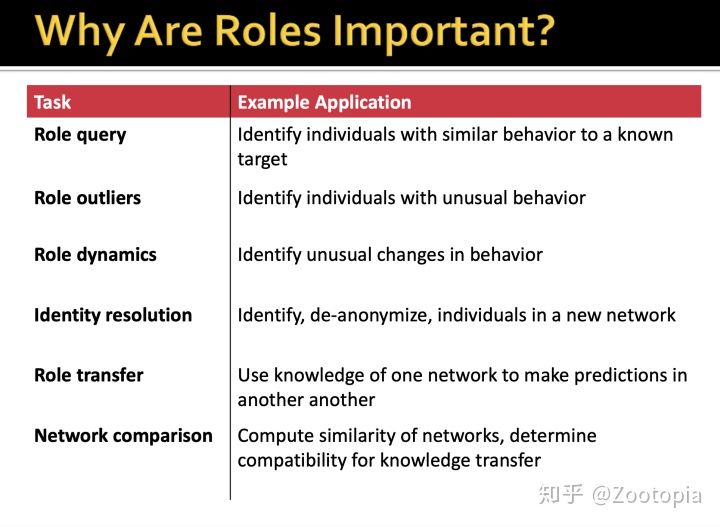 Why Are Roles Important?
Task Example Application
Role query Identify individuals with similar behavior to a known
target
Role outliers Identify individuals with unusual behavior
Role dynamics Identify unusual changes in behavior
Identity resolution Identify, de-anonymize, individuals in a new network
Role transfer Use knowledge of one network to make predictions in
another another
Network comparison Compute similarity of networks, determine
compatibility for knowledge transfer
知乎 @Zootopia